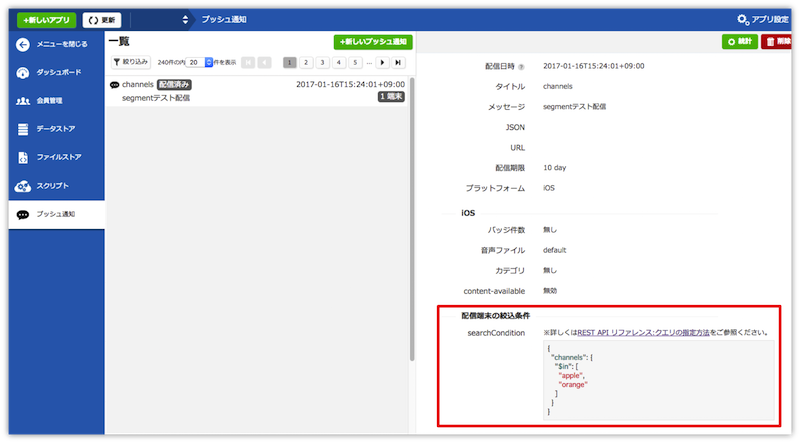 +新しいアプリ
更新
プッシュ通知
アプリ設定
メニューを閉じる
ダッシュボード
会員管理
データストア
ファイルストア
スクリプト
プッシュ通知
一覧
+新しいプッシュ通知
絞り込み 240件の内 20 件を表示 1 2 3 4 5 ...
channels 配信済み 2017-01-16T15:24:01+09:00
segmentテスト配信 1 端末
統計 削除
配信日時 2017-01-16T15:24:01+09:00
タイトル channels
メッセージ segmentテスト配信
JSON
URL
配信期限 10 day
プラットフォーム iOS
iOS
バッジ件数 無し
音声ファイル default
カテゴリ 無し
content-available 無効
配信端末の絞込条件
searchCondition ※詳しくはREST API リファレンス:クエリの指定方法をご参照ください。
{
"channels": {
"$in": [
"apple",
"orange"
]
}
}